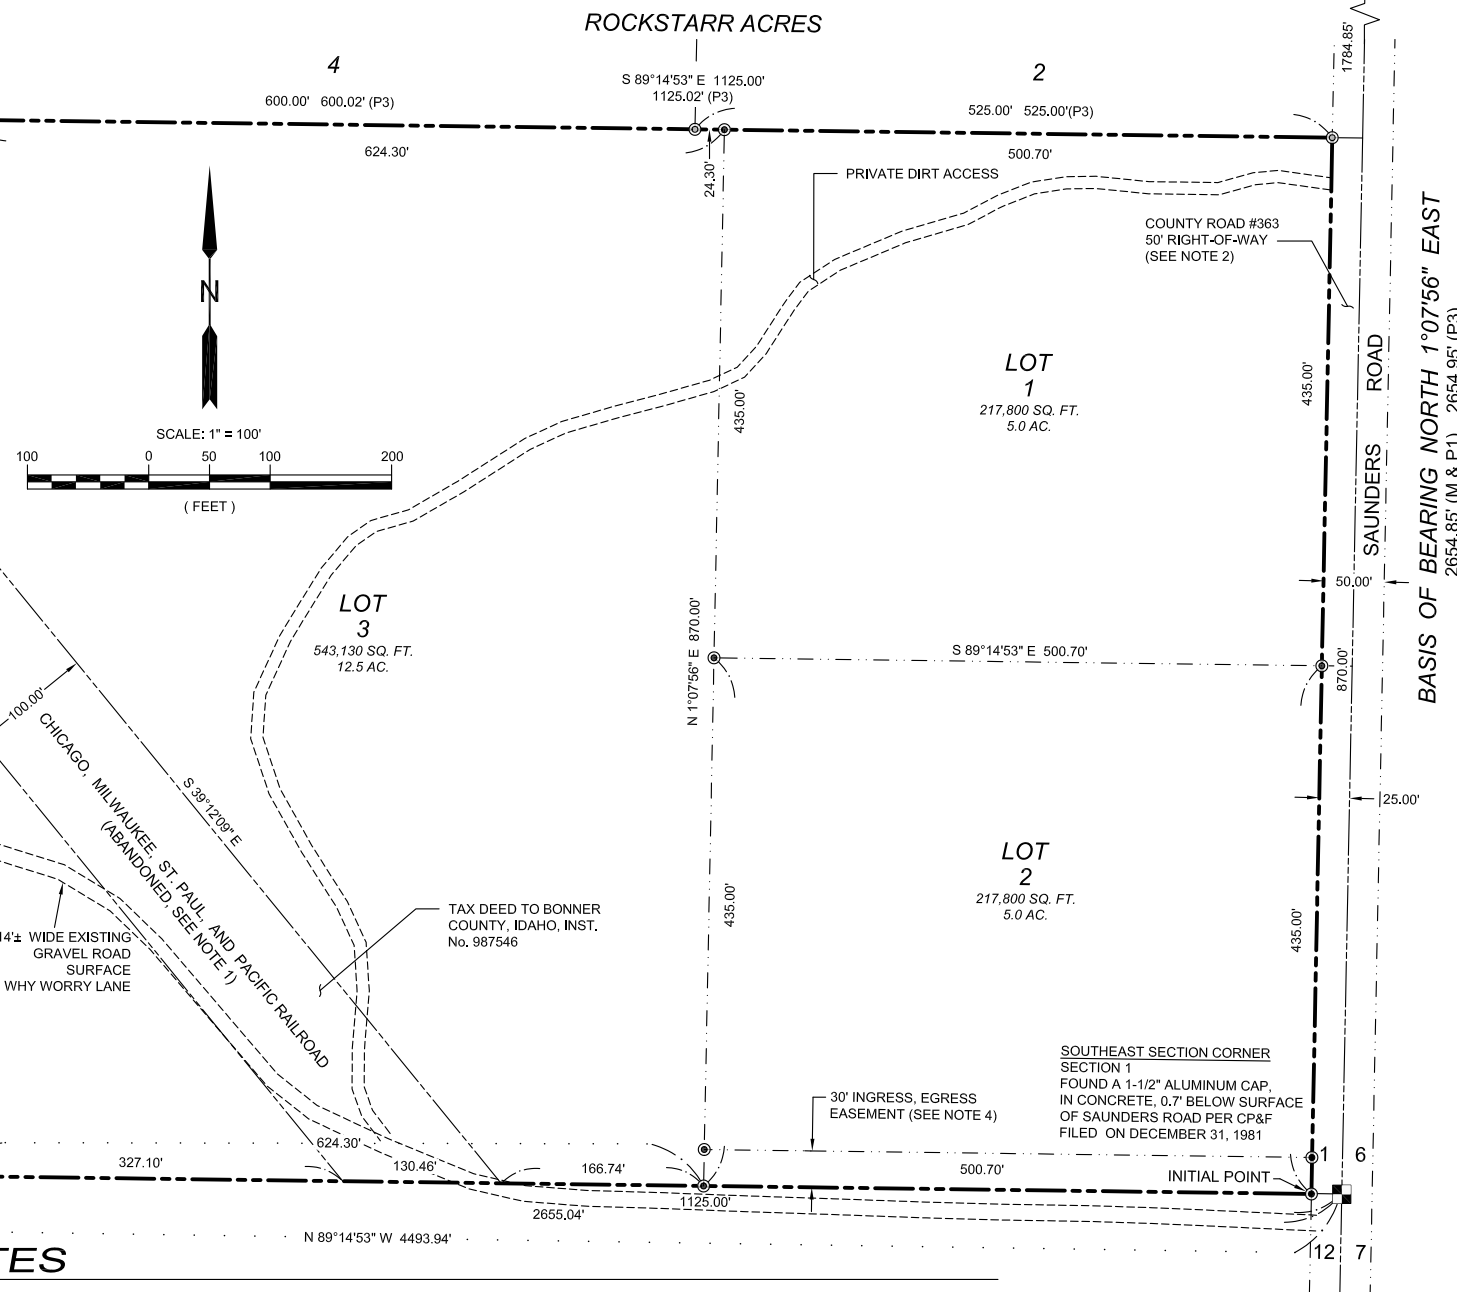 ROCKSTARR ACRES
4
2
S 89°14'53" E 1125.00'
1125.02' (P3)
600.00' 600.02' (P3)
525.00' 525.00'(P3)
1784.85'
624.30'
24.30'
500.70'
PRIVATE DIRT ACCESS
COUNTY ROAD #363
50' RIGHT-OF-WAY
(SEE NOTE 2)
N
SCALE: 1" = 100'
100 0 50 100 200
( FEET )
LOT
1
217,800 SQ. FT.
5.0 AC.
435.00'
435.00'
SAUNDERS ROAD
BASIS OF BEARING NORTH 1°07'56" EAST
2654.85' (M & P1) 2654.95' (P3)
50.00'
LOT
3
543,130 SQ. FT.
12.5 AC.
N 1°07'56" E 870.00'
S 89°14'53" E 500.70'
870.00'
100.00'
CHICAGO, MILWAUKEE, ST. PAUL, AND PACIFIC RAILROAD
(ABANDONED, SEE NOTE 1)
S 39°12'09" E
25.00'
LOT
2
217,800 SQ. FT.
5.0 AC.
435.00'
435.00'
TAX DEED TO BONNER
COUNTY, IDAHO, INST.
No. 987546
14'± WIDE EXISTING
GRAVEL ROAD
SURFACE
WHY WORRY LANE
SOUTHEAST SECTION CORNER
SECTION 1
FOUND A 1-1/2" ALUMINUM CAP,
IN CONCRETE, 0.7' BELOW SURFACE
OF SAUNDERS ROAD PER CP&F
FILED ON DECEMBER 31, 1981
30' INGRESS, EGRESS
EASEMENT (SEE NOTE 4)
624.30'
1 6
327.10'
130.46'
166.74'
500.70'
INITIAL POINT
1125.00'
2655.04'
N 89°14'53" W 4493.94'
12 7
TES